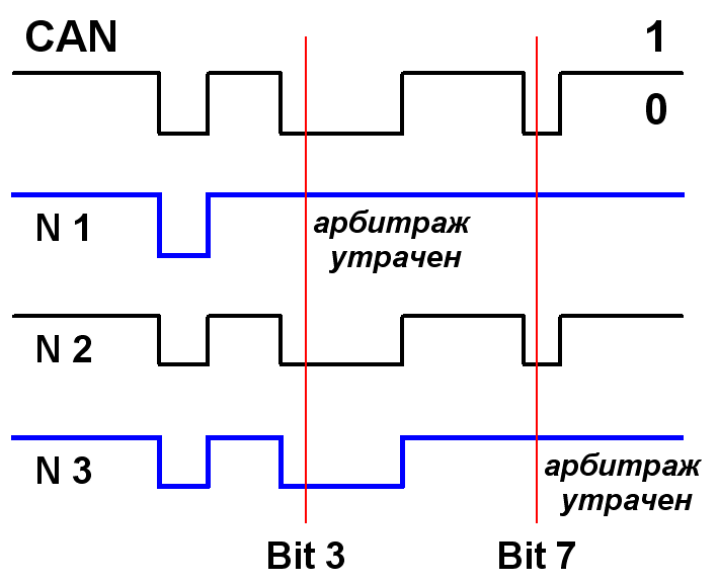 CAN 1
0
N 1
арбитраж
утрачен
N 2
N 3
арбитраж
утрачен
Bit 3 Bit 7